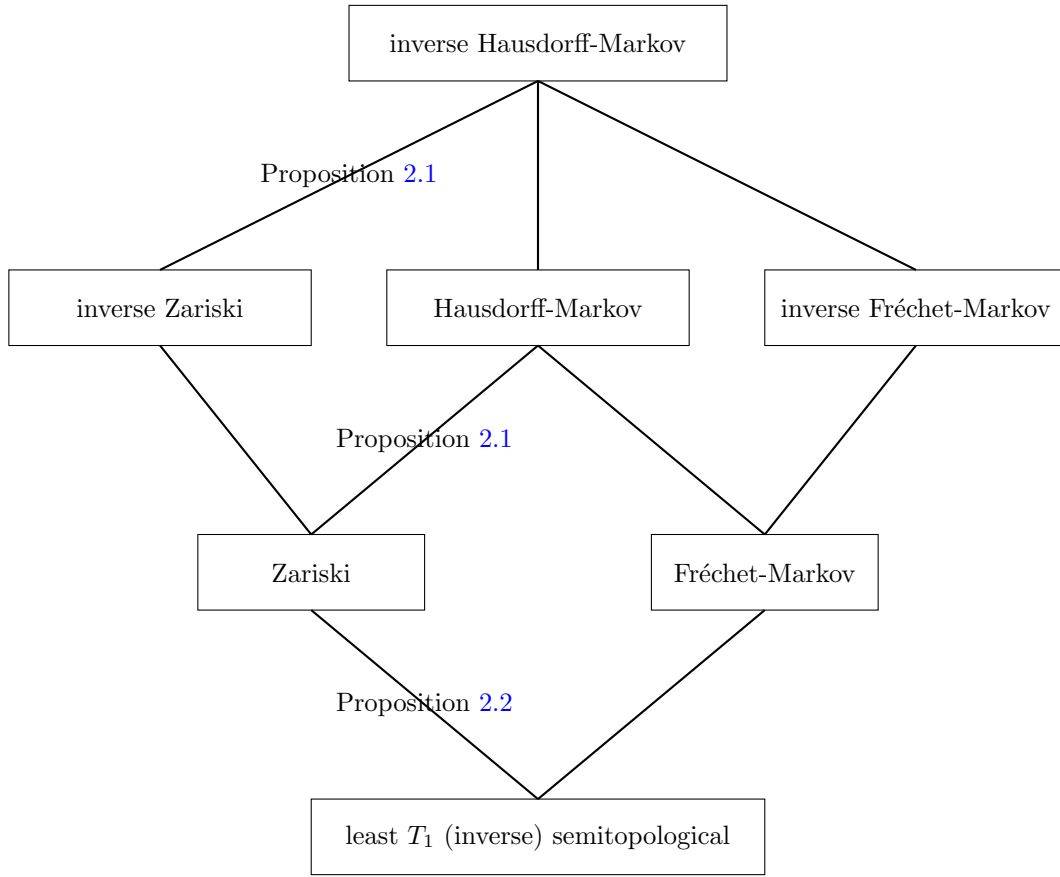 inverse Hausdorff-Markov
Proposition 2.1
inverse Zariski
Hausdorff-Markov
inverse Fréchet-Markov
Proposition 2.1
Zariski
Fréchet-Markov
Proposition 2.2
least T₁ (inverse) semitopological